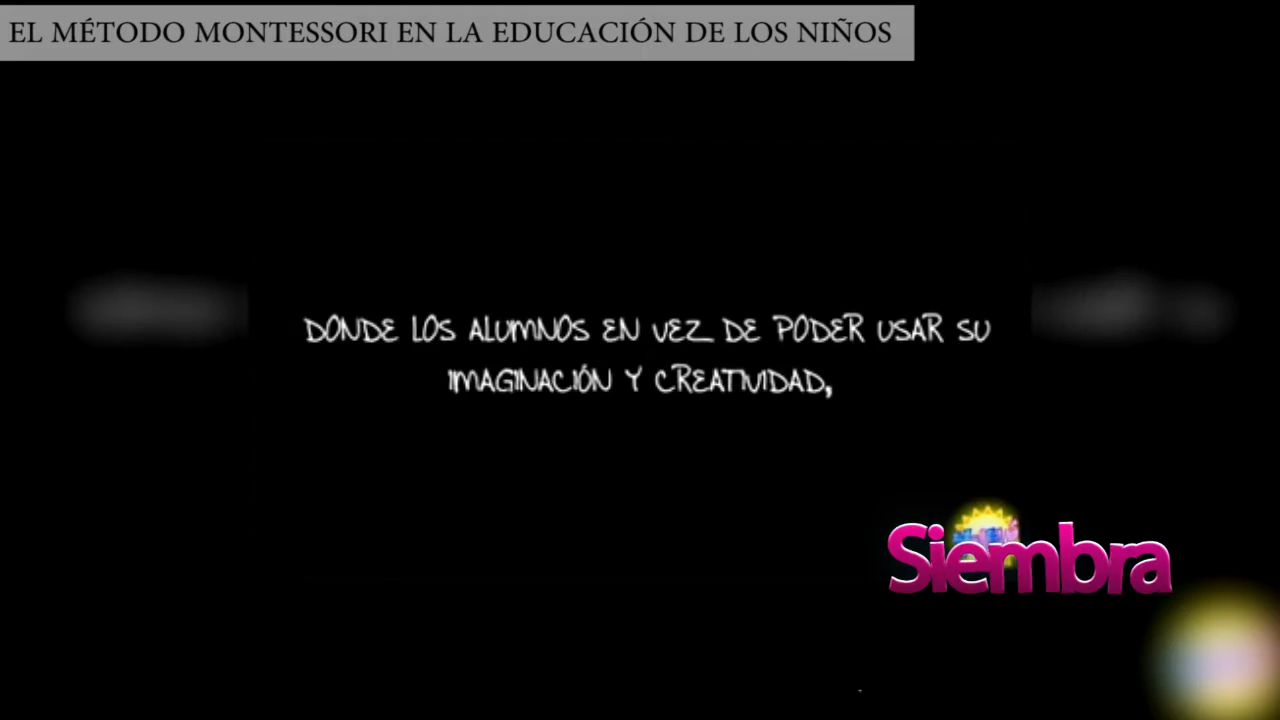 EL MÉTODO MONTESSORI EN LA EDUCACIÓN DE LOS NIÑOS
DONDE LOS ALUMNOS EN VEZ DE PODER USAR SU
IMAGINACIÓN Y CREATIVIDAD,
Siembra